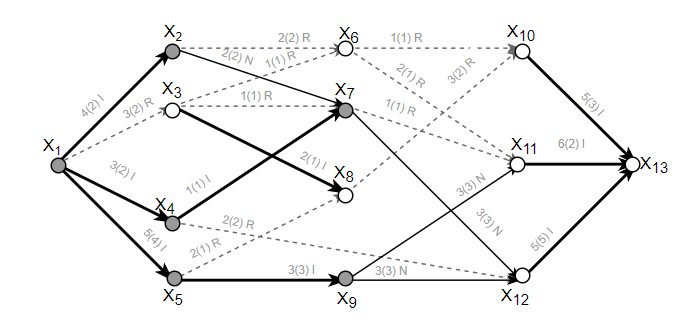 X2
2(2) R
X6
1(1) R
X10
2(2) N
1(1) R
4(2) I
X3
3(2) R
1(1) R
X7
2(1) R
3(2) R
5(3) I
1(1) R
X1
3(2) I
1(1) I
2(1) I
X8
X11
6(2) I
X13
X4
3(3) N
5(4) I
2(2) R
3(3) N
2(1) R
5(5) I
X5
3(3) I
X9
3(3) N
X12